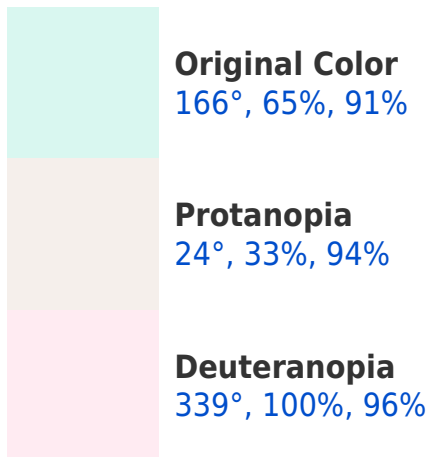 Original Color
166°, 65%, 91%
Protanopia
24°, 33%, 94%
Deuteranopia
339°, 100%, 96%